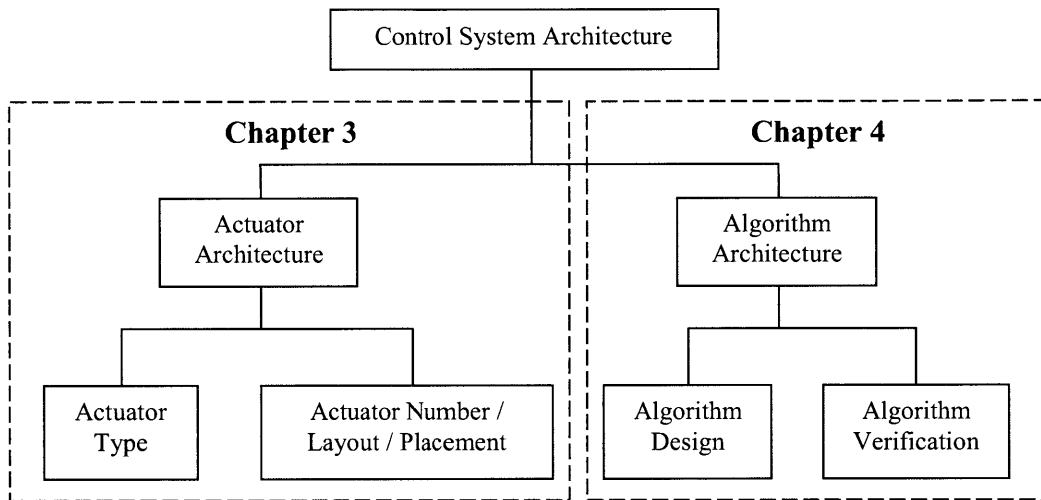 Control System Architecture
Chapter 3
Chapter 4
Actuator
Architecture
Algorithm
Architecture
Actuator
Type
Actuator Number /
Layout / Placement
Algorithm
Design
Algorithm
Verification